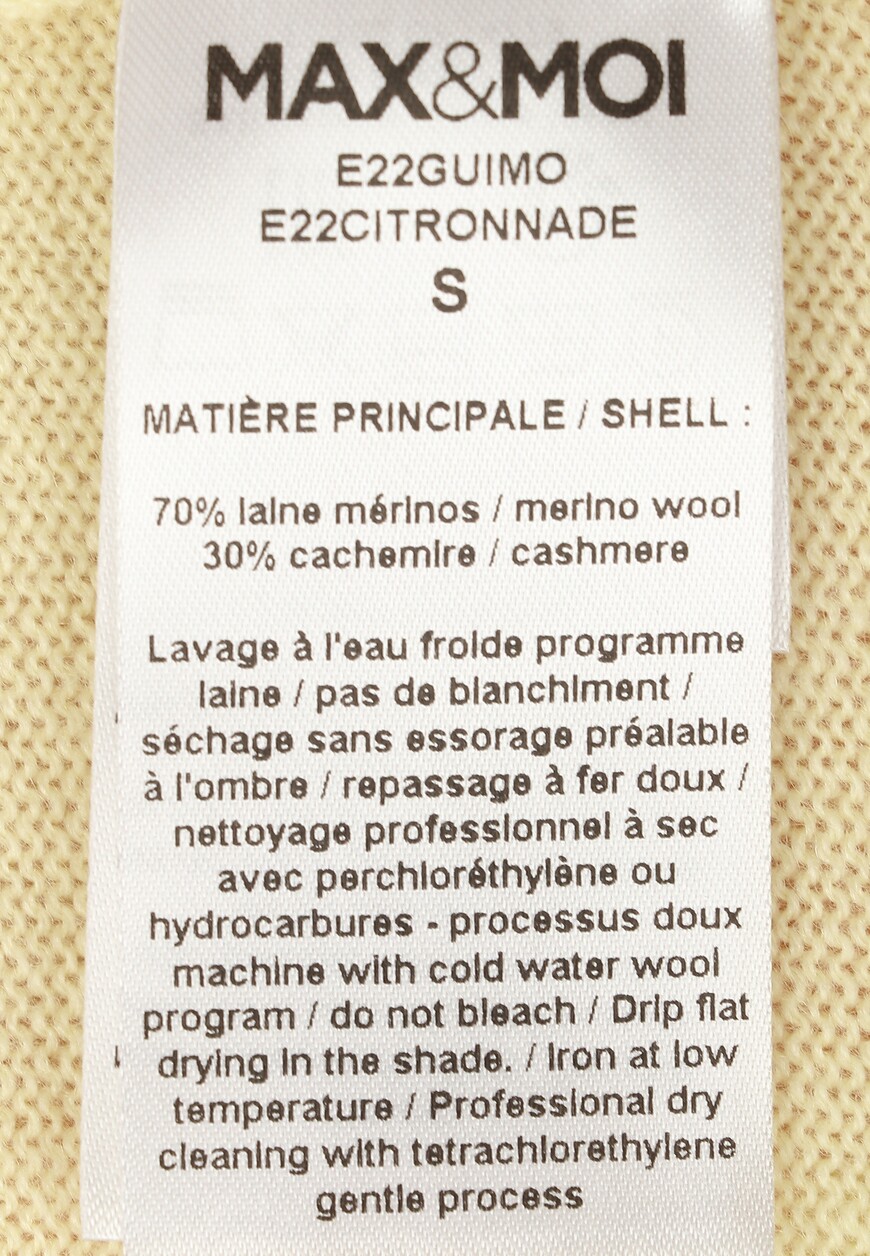 MAX&MOI
E22GUIMO
E22CITRONNADE
S
MATIÈRE PRINCIPALE / SHELL :
70% laine mérinos / merino wool
30% cachemire / cashmere
Lavage à l'eau froide programme
laine / pas de blanchiment /
séchage sans essorage préalable
à l'ombre / repassage à fer doux /
nettoyage professionnel à sec
avec perchloréthylène ou
hydrocarbures - processus doux
machine with cold water wool
program / do not bleach / Drip flat
drying in the shade. / Iron at low
temperature / Professional dry
cleaning with tetrachlorethylene
gentle process